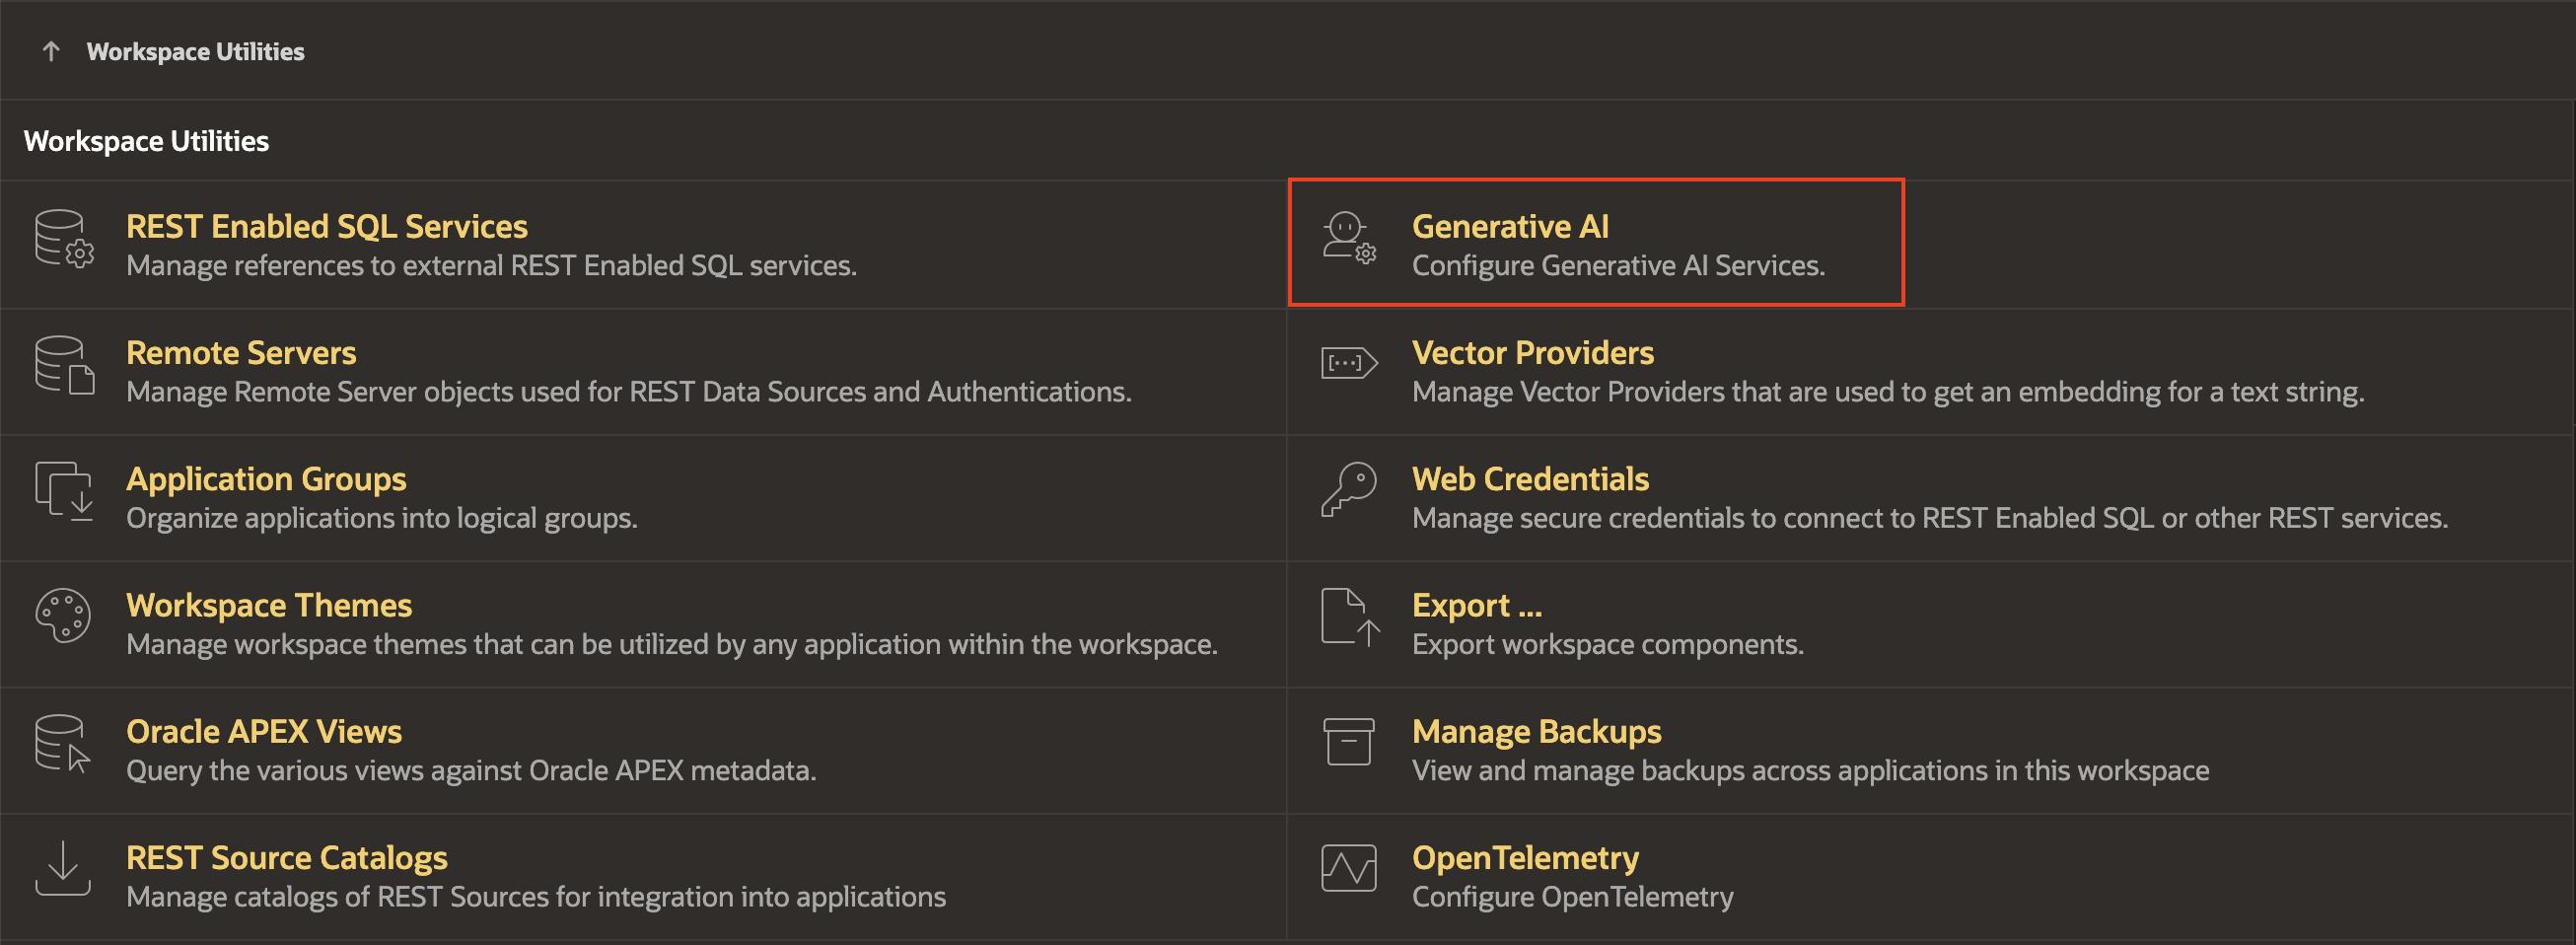 Workspace Utilities
Workspace Utilities
REST Enabled SQL Services
Manage references to external REST Enabled SQL services.
Generative AI
Configure Generative AI Services.
Remote Servers
Manage Remote Server objects used for REST Data Sources and Authentications.
Vector Providers
Manage Vector Providers that are used to get an embedding for a text string.
Application Groups
Organize applications into logical groups.
Web Credentials
Manage secure credentials to connect to REST Enabled SQL or other REST services.
Workspace Themes
Manage workspace themes that can be utilized by any application within the workspace.
Export ...
Export workspace components.
Oracle APEX Views
Query the various views against Oracle APEX metadata.
Manage Backups
View and manage backups across applications in this workspace
REST Source Catalogs
Manage catalogs of REST Sources for integration into applications
OpenTelemetry
Configure OpenTelemetry